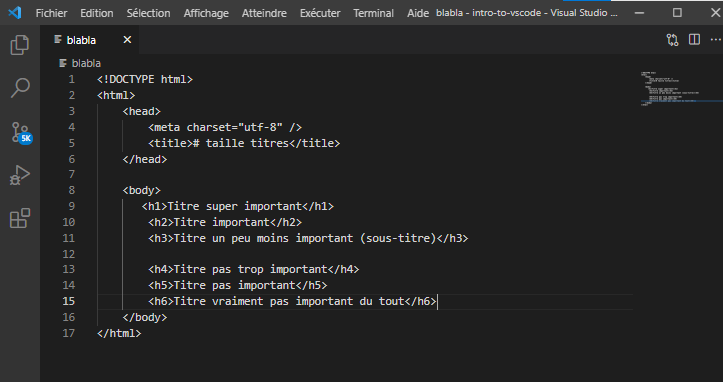 Fichier Edition Sélection Affichage Atteindre Exécuter Terminal Aide blabla - intro-to-vscode - Visual Studio ...
blabla
blabla
1 <!DOCTYPE html>
2 <html>
3 <head>
4 <meta charset="utf-8" />
5 <title># taille titres</title>
6 </head>
7
8 <body>
9 <h1>Titre super important</h1>
10 <h2>Titre important</h2>
11 <h3>Titre un peu moins important (sous-titre)</h3>
12
13 <h4>Titre pas trop important</h4>
14 <h5>Titre pas important</h5>
15 <h6>Titre vraiment pas important du tout</h6>
16 </body>
17 </html>
5K